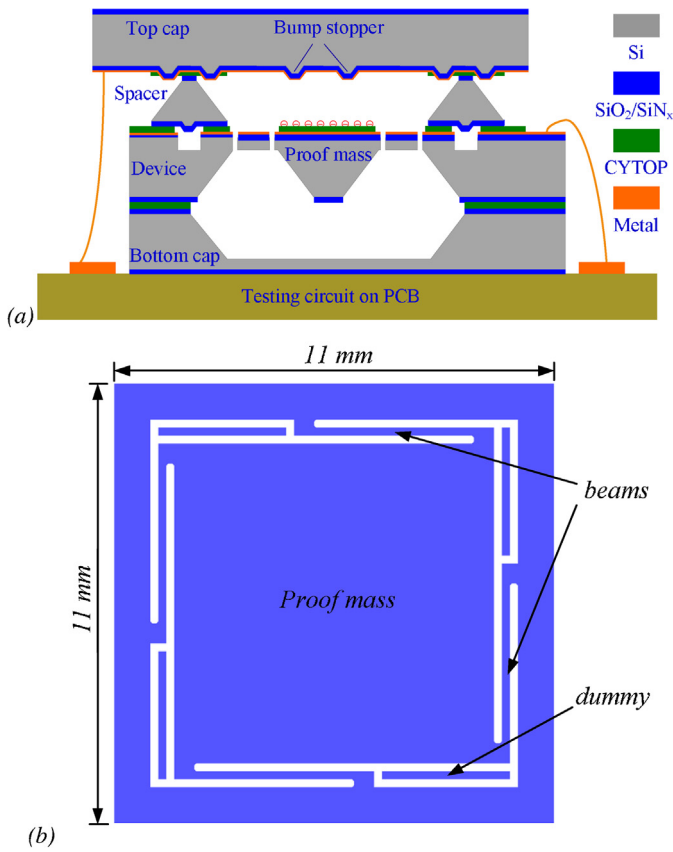 Top cap
Bump stopper
Spacer
Device
Proof mass
Bottom cap
Testing circuit on PCB
Si
SiO₂/SiNₓ
CYTOP
Metal
(a)
11 mm
11 mm
beams
Proof mass
dummy
(b)